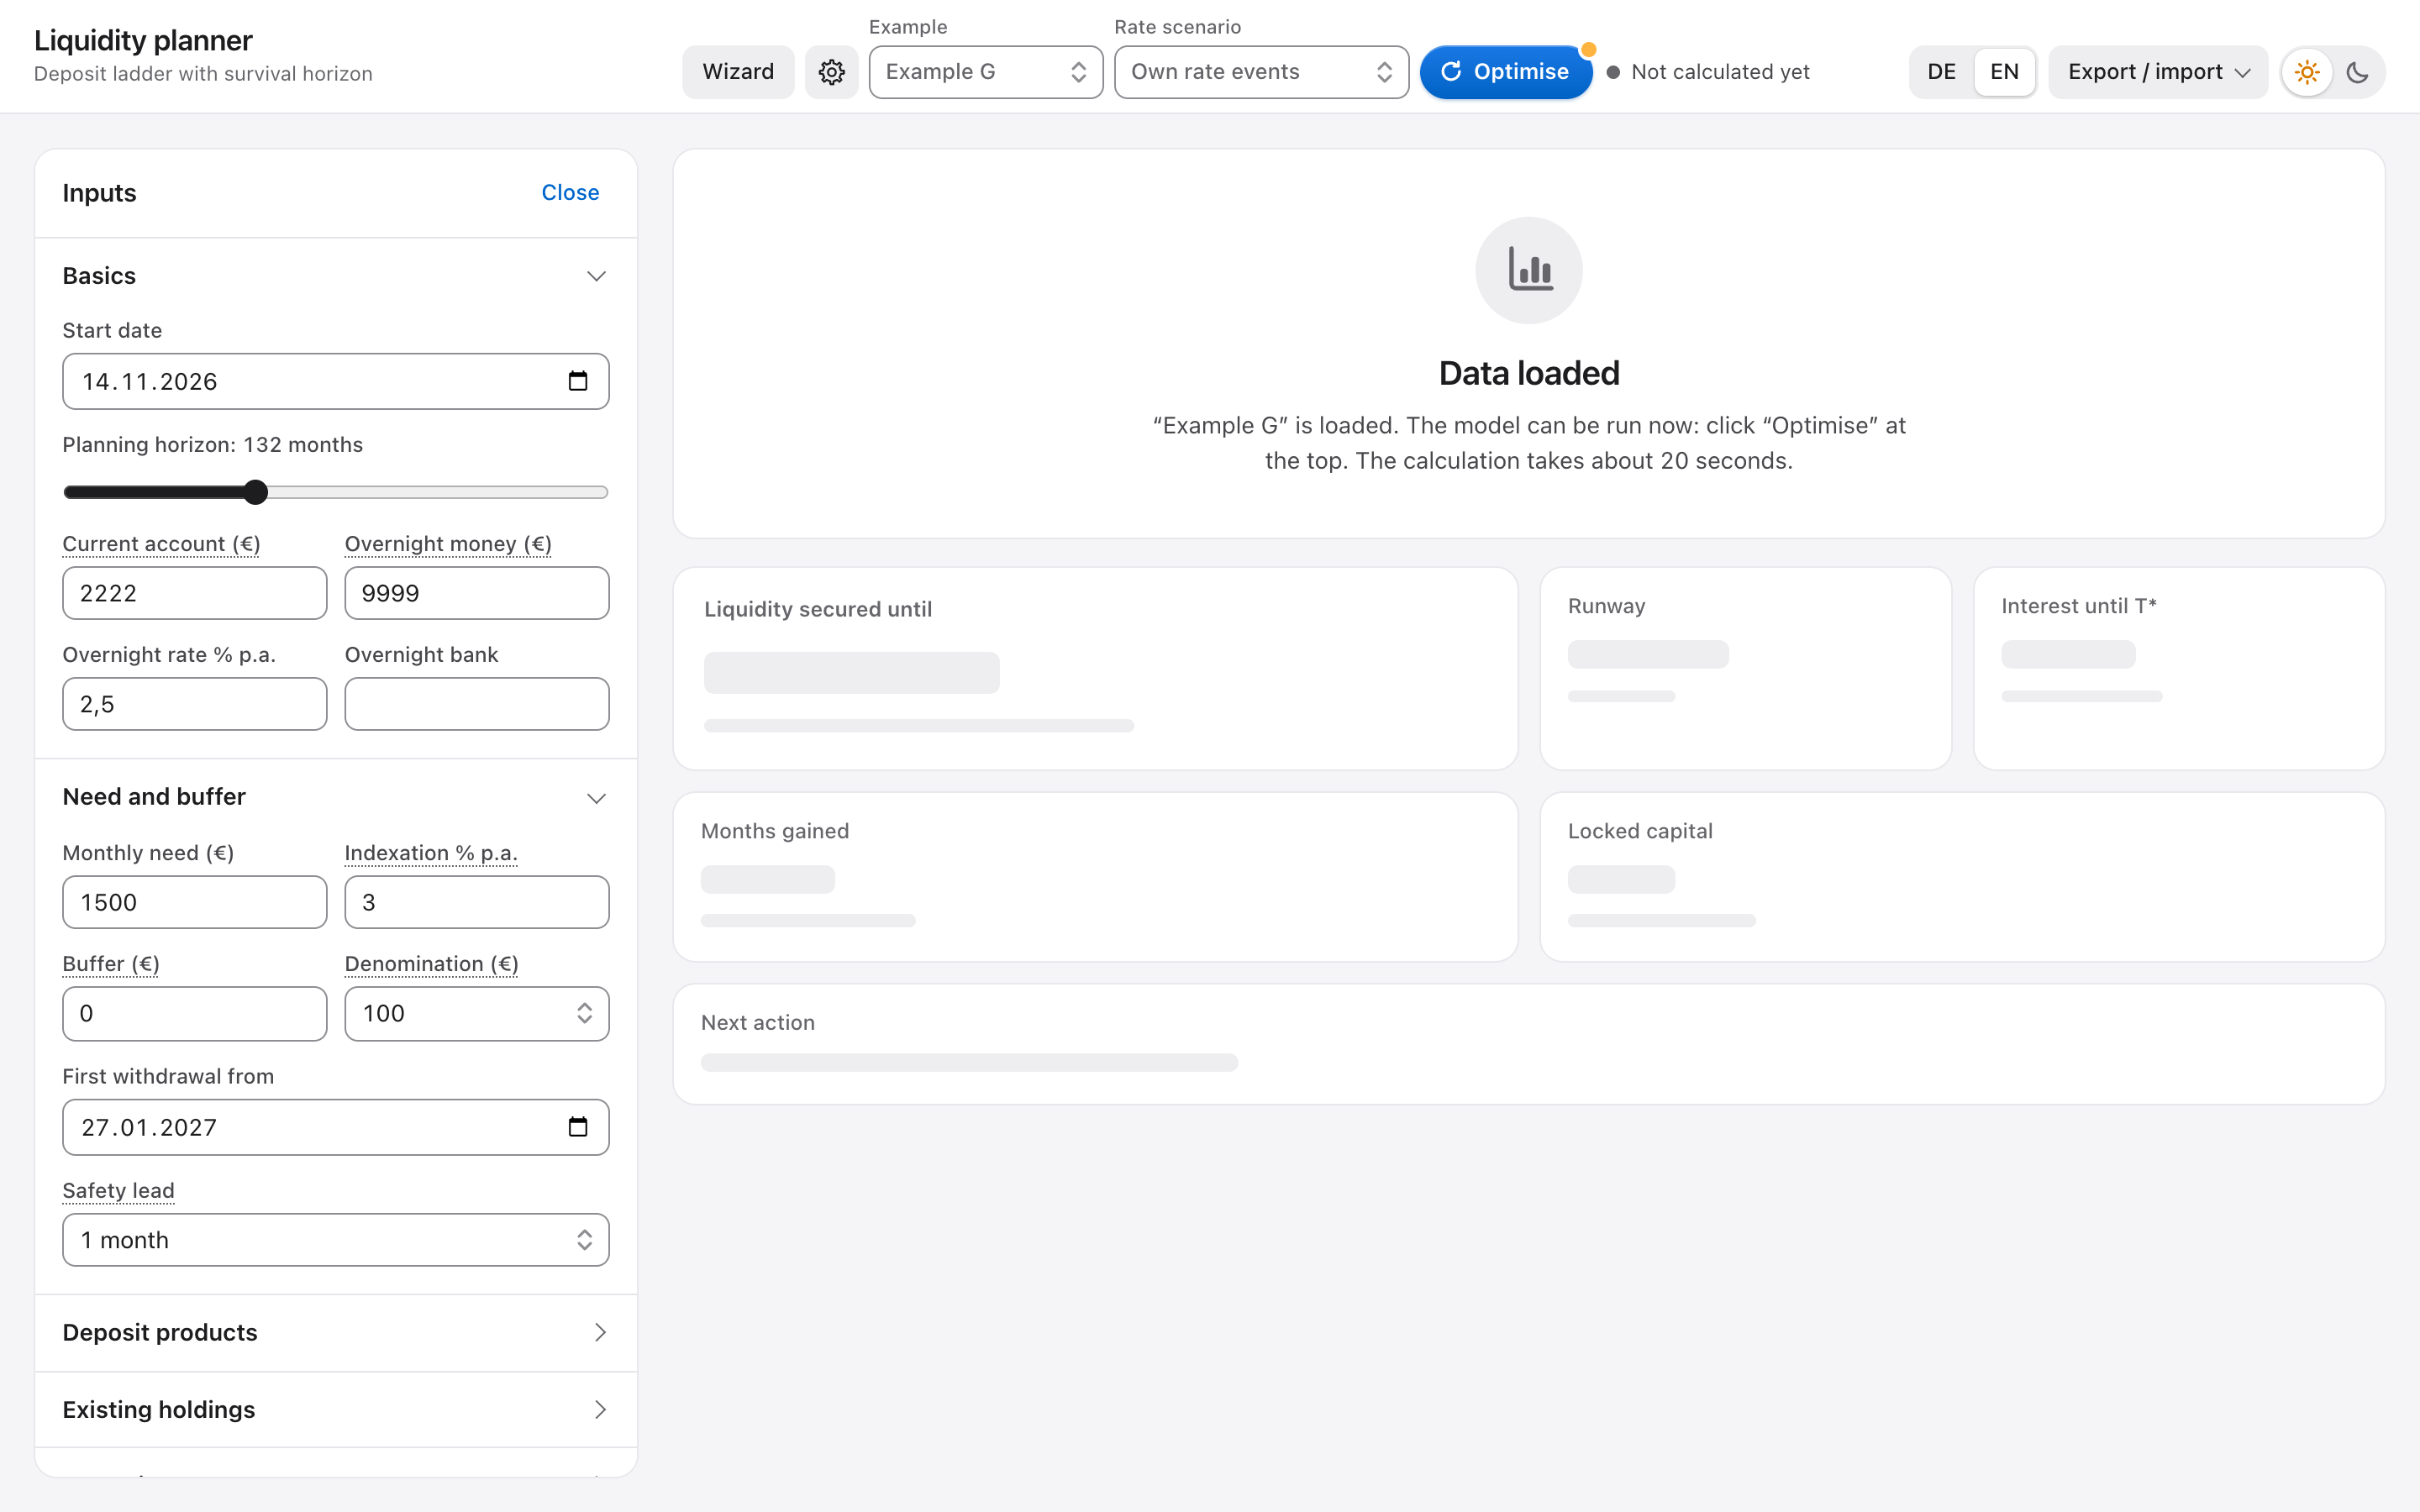 Liquidity planner
Deposit ladder with survival horizon
Wizard
Example
Example G
Rate scenario
Own rate events
Optimise
Not calculated yet
DE
EN
Export / import
Inputs
Close
Basics
Start date
14.11.2026
Planning horizon: 132 months
Current account (€)
Overnight money (€)
2222
9999
Overnight rate % p.a.
Overnight bank
2,5
Need and buffer
Monthly need (€)
Indexation % p.a.
1500
3
Buffer (€)
Denomination (€)
0
100
First withdrawal from
27.01.2027
Safety lead
1 month
Deposit products
Existing holdings
Data loaded
“Example G” is loaded. The model can be run now: click “Optimise” at
the top. The calculation takes about 20 seconds.
Liquidity secured until
Runway
Interest until T*
Months gained
Locked capital
Next action